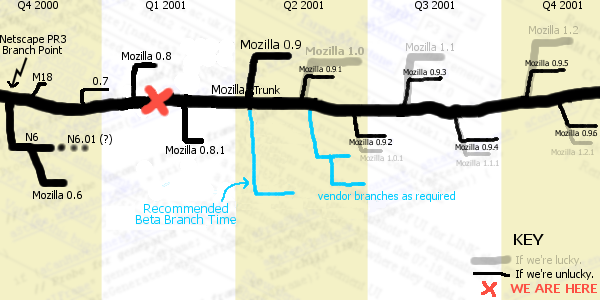 Q4 2000
Q1 2001
Q2 2001
Q3 2001
Q4 2001
Netscape PR3
Branch Point
M18
0.7
Mozilla 0.8
Mozilla 0.9
Mozilla 1.0
Mozilla 0.9.1
Mozilla 1.1
Mozilla 0.9.3
Mozilla 1.2
Mozilla 0.9.5
Mozilla Trunk
N6
N6.01 (?)
Mozilla 0.6
Mozilla 0.8.1
Mozilla 0.9.2
Mozilla 1.0.1
Mozilla 0.9.4
Mozilla 1.1.1
Mozilla 0.9.6
Mozilla 1.2.1
Recommended
Beta Branch Time
vendor branches as required
KEY
If we're lucky.
If we're unlucky.
WE ARE HERE